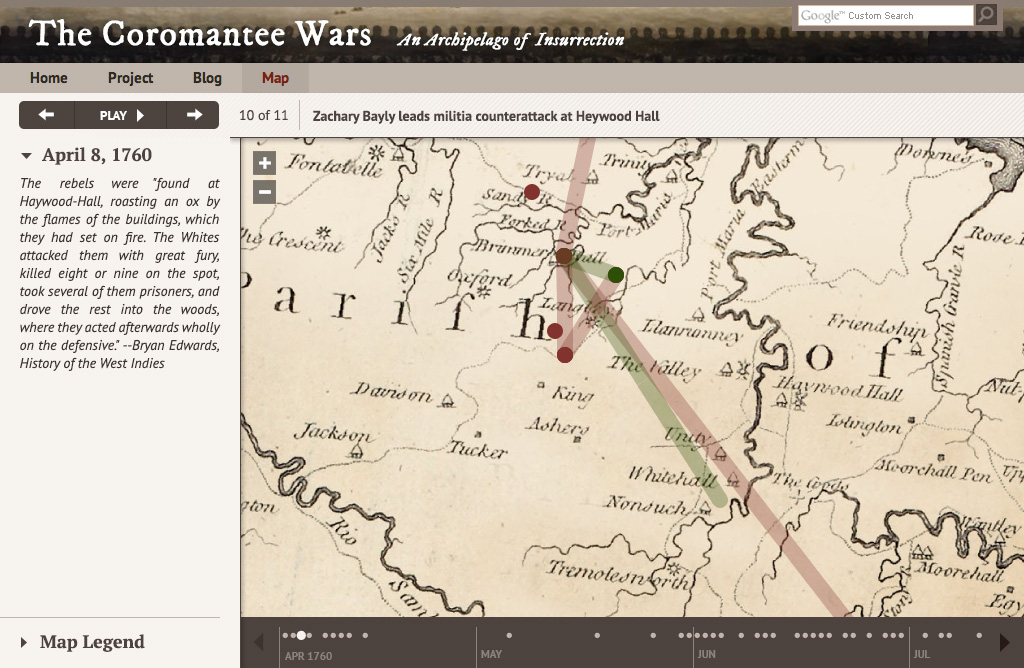 The Coromantee Wars An Archipelago of Insurrection
Google™ Custom Search
Home Project Blog Map
PLAY
10 of 11 Zachary Bayly leads militia counterattack at Heywood Hall
April 8, 1760
The rebels were "found at
Haywood-Hall, roasting an ox by
the flames of the buildings, which
they had set on fire. The Whites
attacked them with great fury,
killed eight or nine on the spot,
took several of them prisoners, and
drove the rest into the woods,
where they acted afterwards wholly
on the defensive." --Bryan Edwards,
History of the West Indies
Map Legend
+
−
Fontabelle
Tryal
Trinity
Downes
Eastern
Sandy R
Jacks R
Six Mile R
Forked R
Port Maria
Port Maria
The Crescent
Brimmer Hall
Rose
Oxford
Parish
Langley
Llanrumney
Friendship
Spanish Garvie R
of
The Valley
Haywood Hall
Davison
King
Islington
Ashers
Jackson
Tucker
Unity
Moorehall Pen
Whitehall
Nonsuch
Rio
Tremolesworth
Moorehall
APR 1760
MAY
JUN
JUL